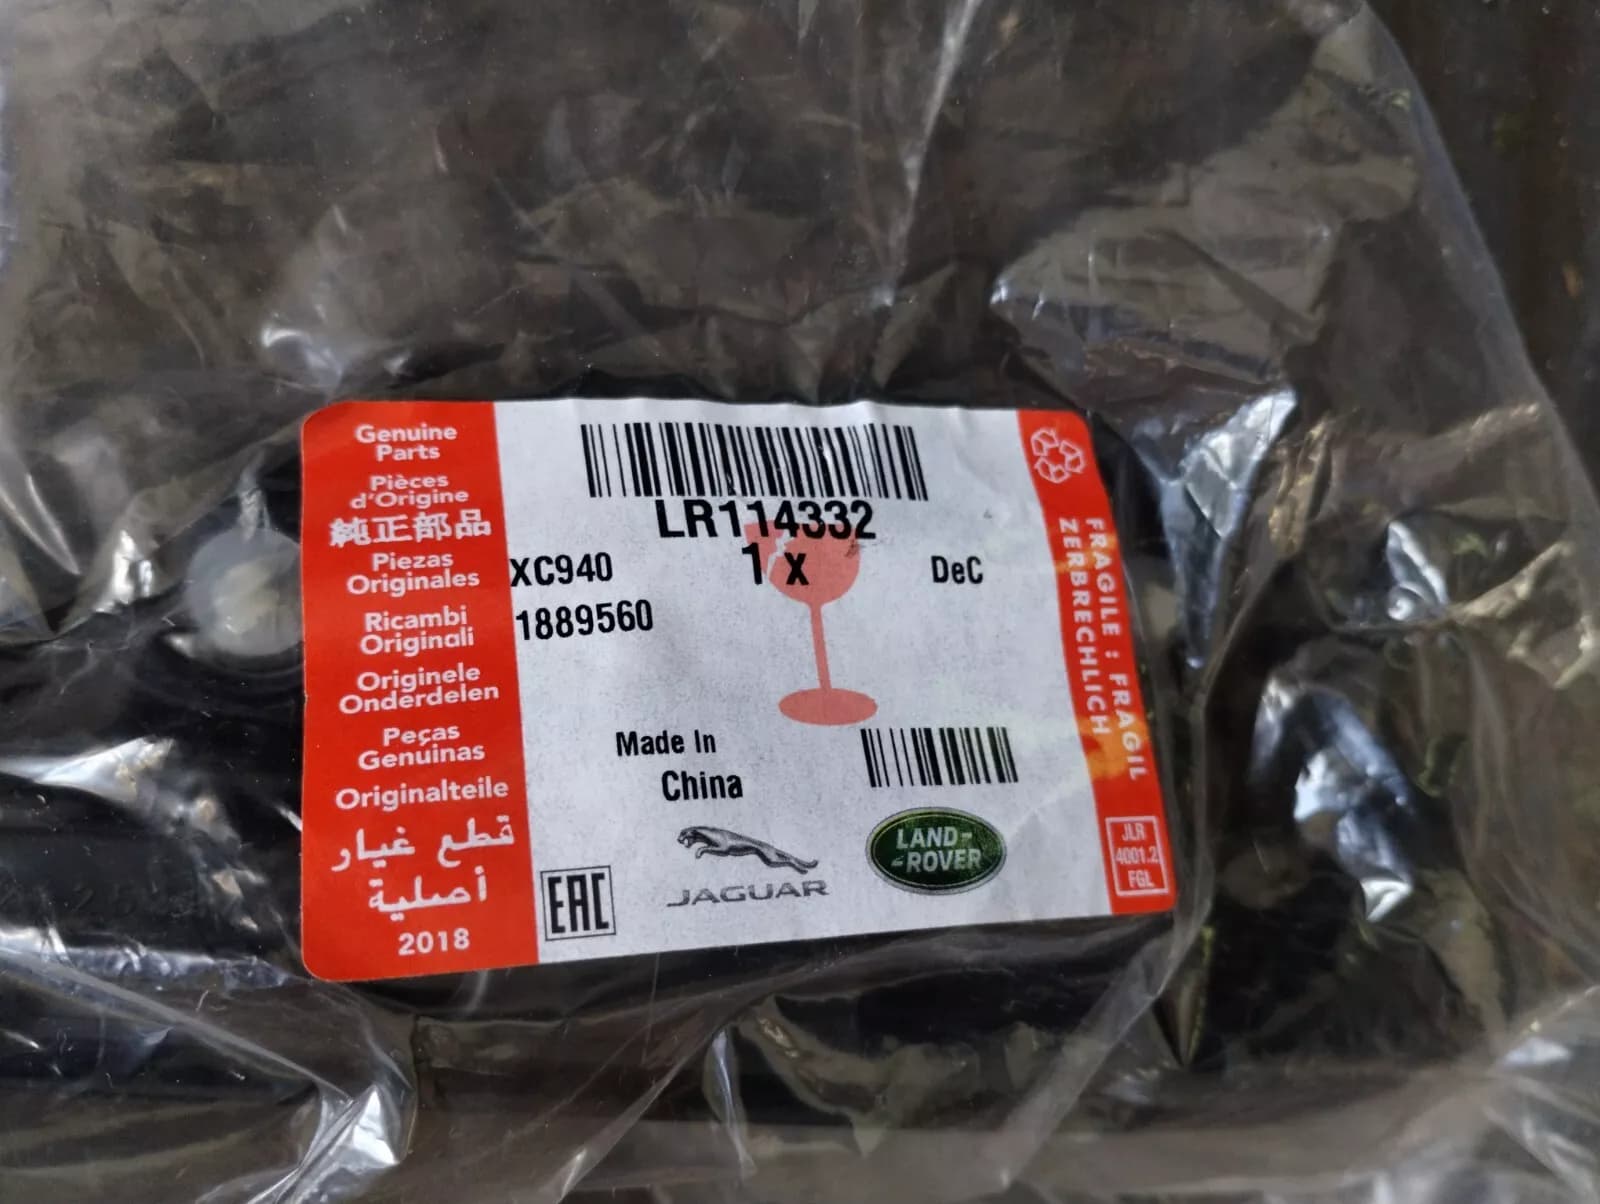 Genuine
Parts
Pièces
d'Origine
純正部品
Piezas
Originales
Ricambi
Originali
Originele
Onderdelen
Peças
Genuinas
Originalteile
قطع غيار
أصلية
2018
LR114332
XC940 1 x DeC
1889560
Made In
China
EAC
JAGUAR
LAND-
-ROVER
FRAGILE : FRAGIL
ZERBRECHLICH
JLR
4001.2
FGL